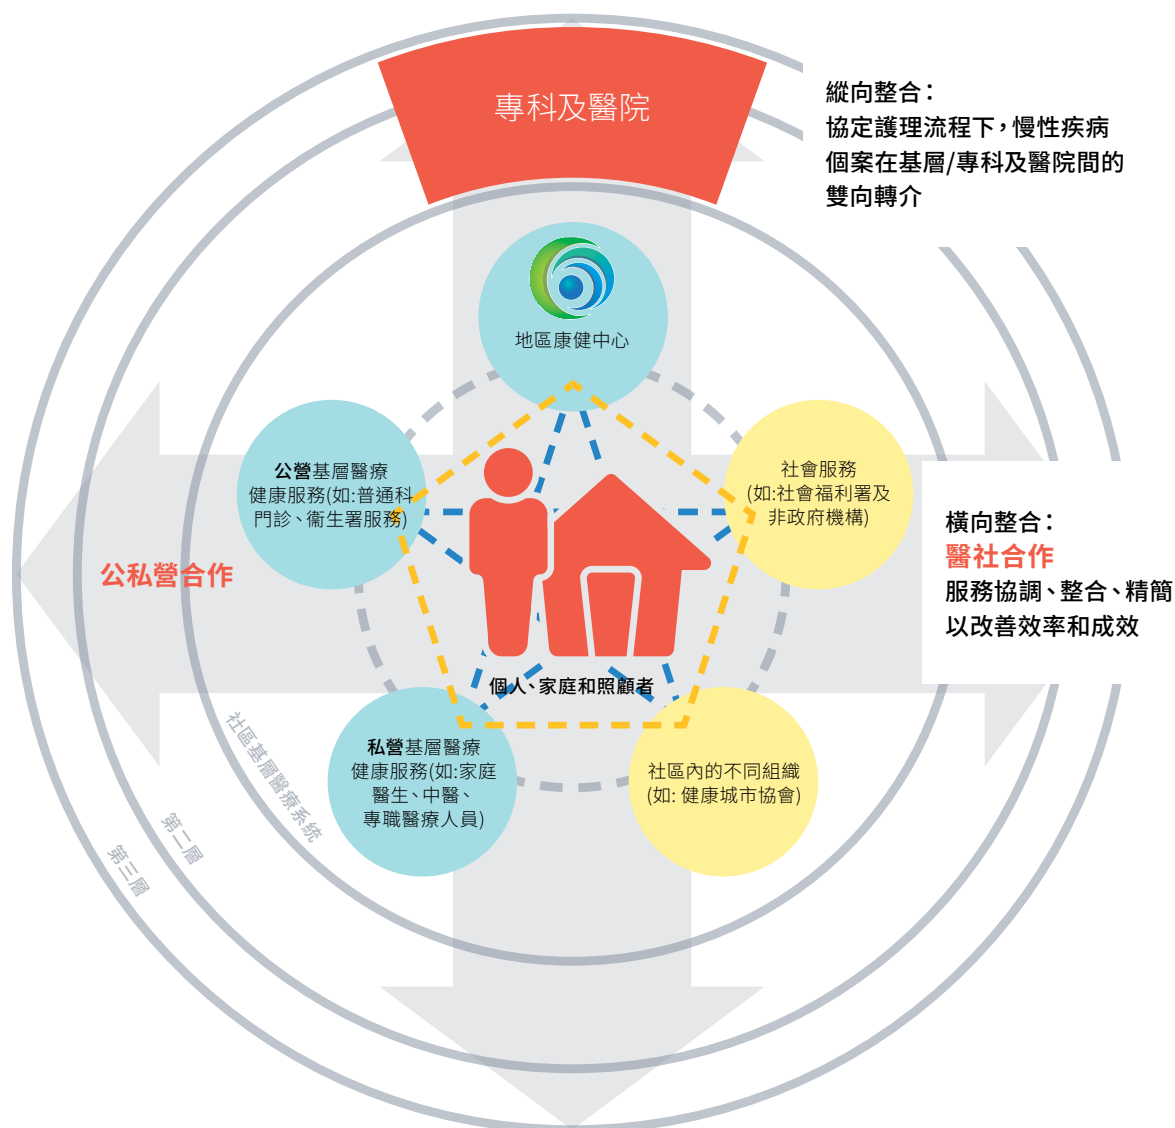 專科及醫院
縱向整合：
協定護理流程下，慢性疾病
個案在基層/專科及醫院間的
雙向轉介
地區康健中心
公營基層醫療
健康服務(如:普通科
門診、衞生署服務)
社會服務
(如:社會福利署及
非政府機構)
公私營合作
橫向整合：
醫社合作
服務協調、整合、精簡
以改善效率和成效
個人、家庭和照顧者
私營基層醫療
健康服務(如:家庭
醫生、中醫、
專職醫療人員)
社區內的不同組織
(如: 健康城市協會)
社區基層醫療系統
第二層
第三層